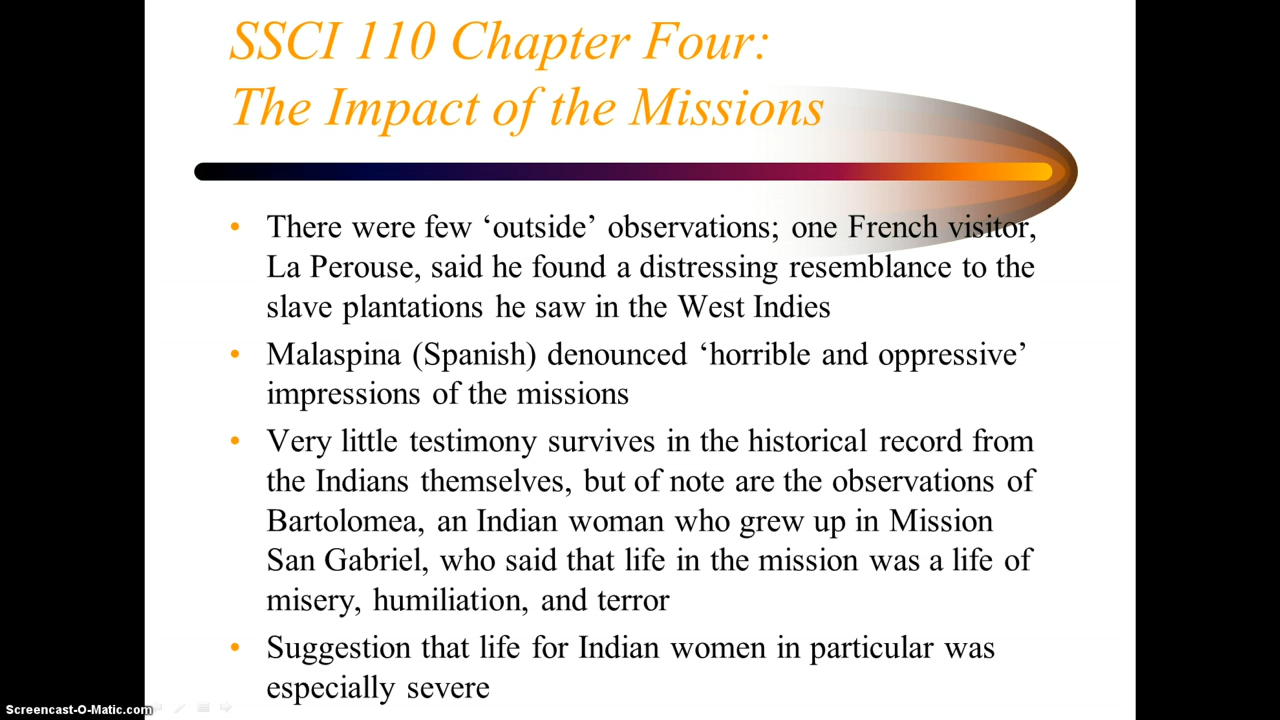 SSCI 110 Chapter Four:
The Impact of the Missions
• There were few ‘outside’ observations; one French visitor,
La Perouse, said he found a distressing resemblance to the
slave plantations he saw in the West Indies
• Malaspina (Spanish) denounced ‘horrible and oppressive’
impressions of the missions
• Very little testimony survives in the historical record from
the Indians themselves, but of note are the observations of
Bartolomea, an Indian woman who grew up in Mission
San Gabriel, who said that life in the mission was a life of
misery, humiliation, and terror
• Suggestion that life for Indian women in particular was
especially severe
Screencast-O-Matic.com